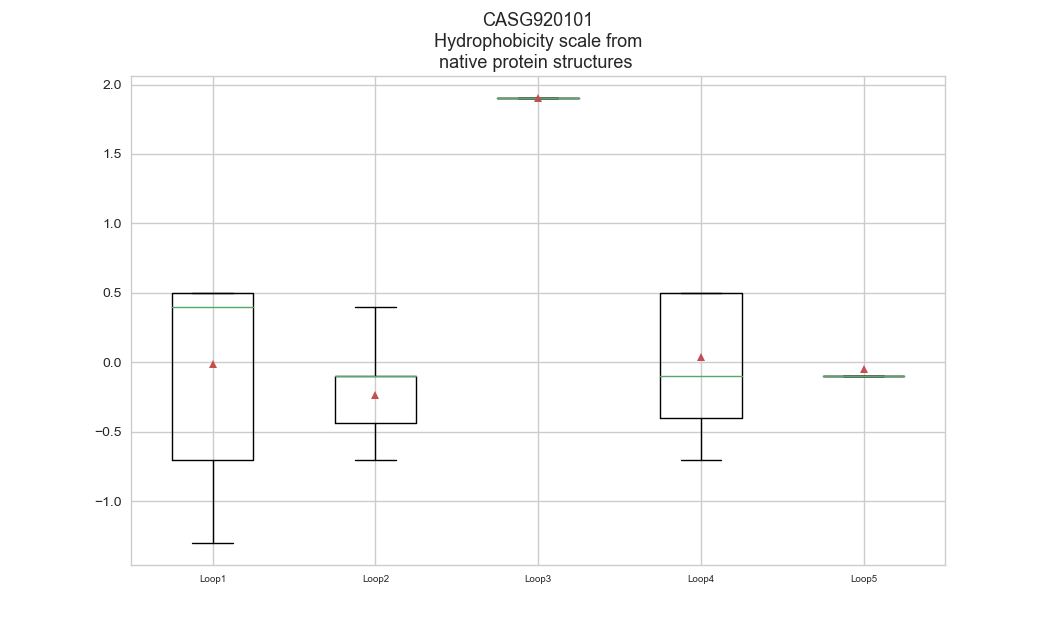 CASG920101
Hydrophobicity scale from
native protein structures
2.0
1.5
1.0
0.5
0.0
−0.5
−1.0
Loop1 Loop2 Loop3 Loop4 Loop5